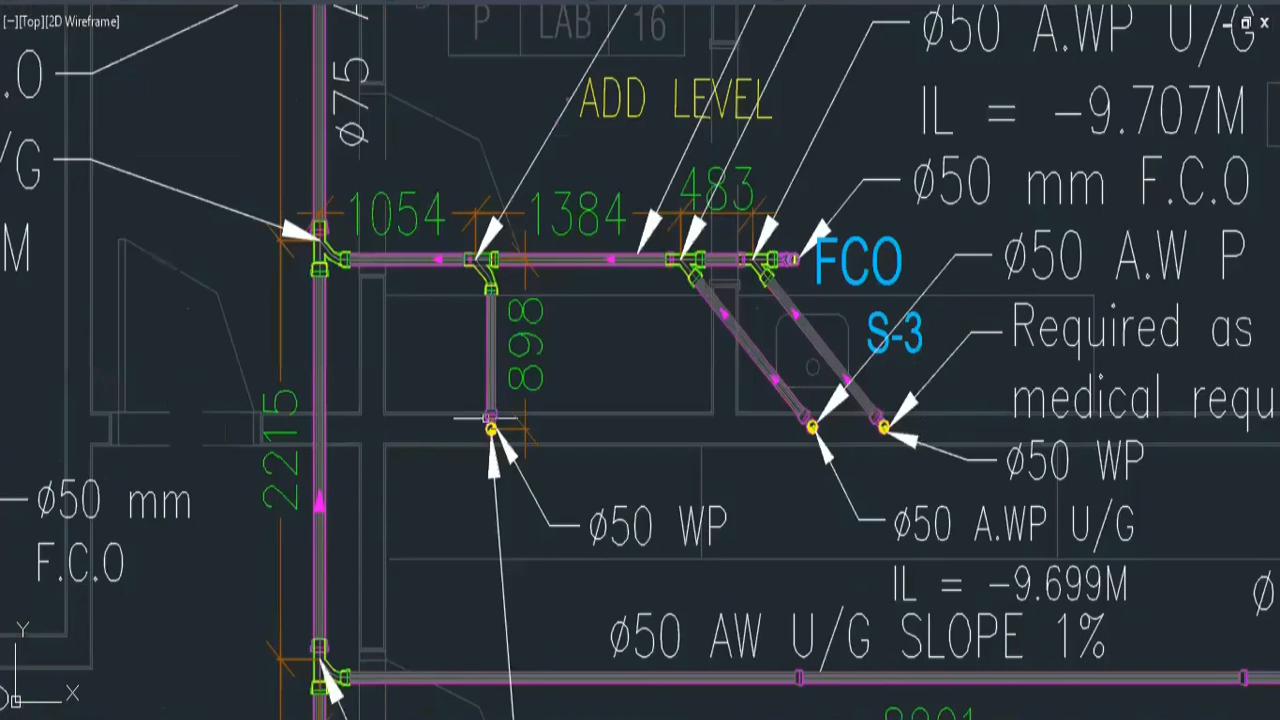 [−][Top][2D Wireframe]
P LAB 16
ø50 A.WP U/G
.O
ø75
ADD LEVEL
IL = -9.707M
/G
ø50 mm F.C.O
483
1054
1384
M
FCO
ø50 A.W P
S-3
898
Required as
medical requ
2215
ø50 WP
ø50 mm
F.C.O
ø50 WP
ø50 A.WP U/G
IL = -9.699M
ø
ø50 AW U/G SLOPE 1%
Y
X